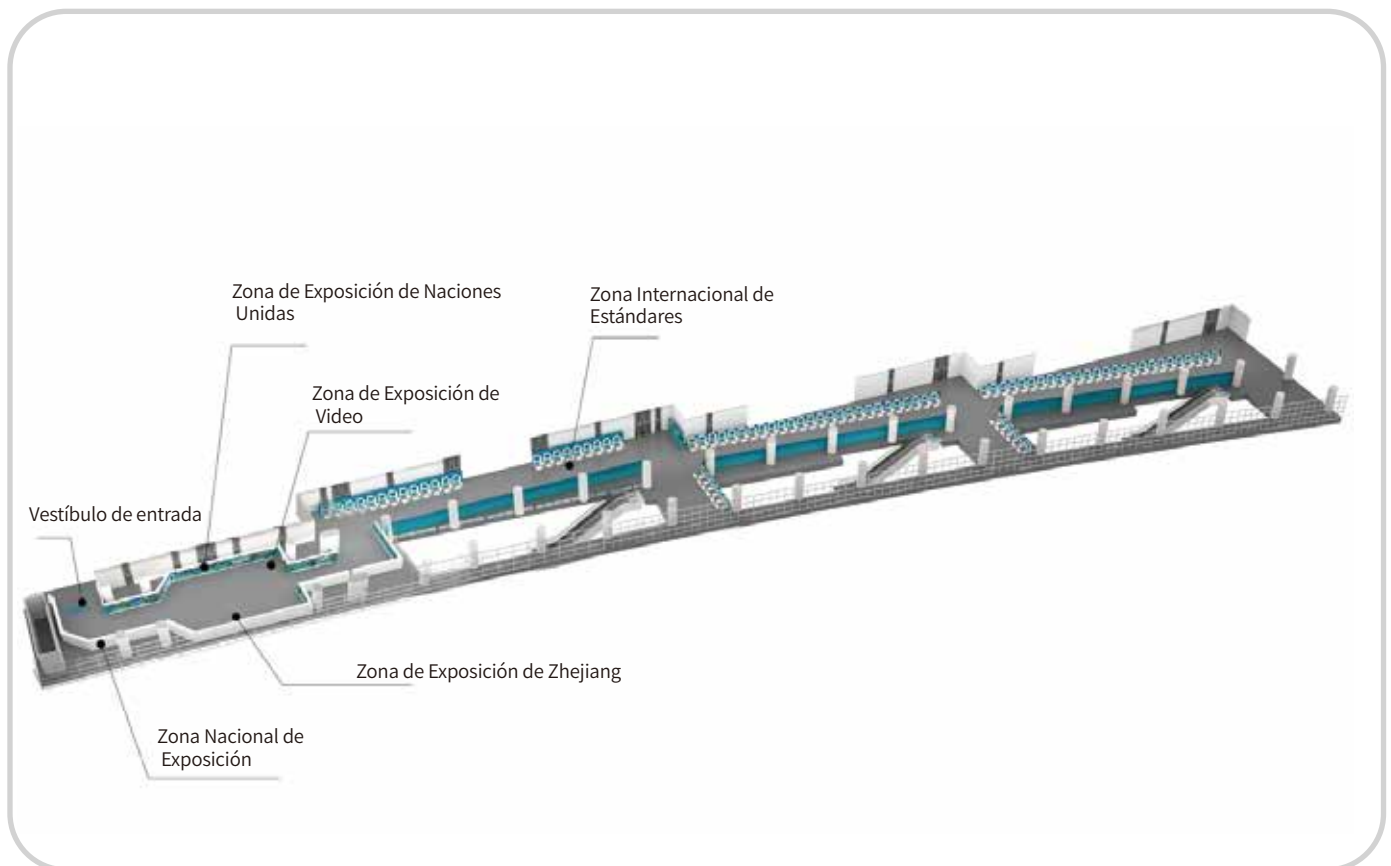 Zona de Exposición de Naciones
Unidas
Zona Internacional de
Estándares
Zona de Exposición de
Video
Vestíbulo de entrada
Zona de Exposición de Zhejiang
Zona Nacional de
Exposición